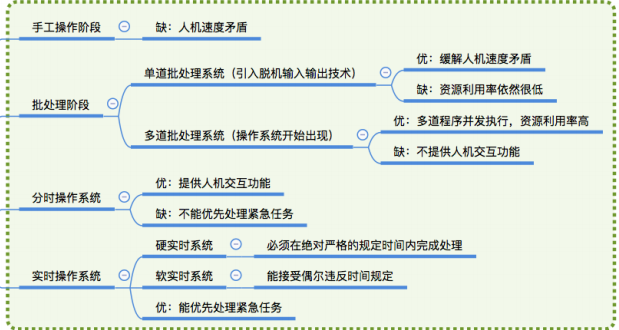 手工操作阶段
缺：人机速度矛盾
批处理阶段
单道批处理系统（引入脱机输入输出技术）
优：缓解人机速度矛盾
缺：资源利用率依然很低
多道批处理系统（操作系统开始出现）
优：多道程序并发执行，资源利用率高
缺：不提供人机交互功能
分时操作系统
优：提供人机交互功能
缺：不能优先处理紧急任务
实时操作系统
硬实时系统
必须在绝对严格的规定时间内完成处理
软实时系统
能接受偶尔违反时间规定
优：能优先处理紧急任务